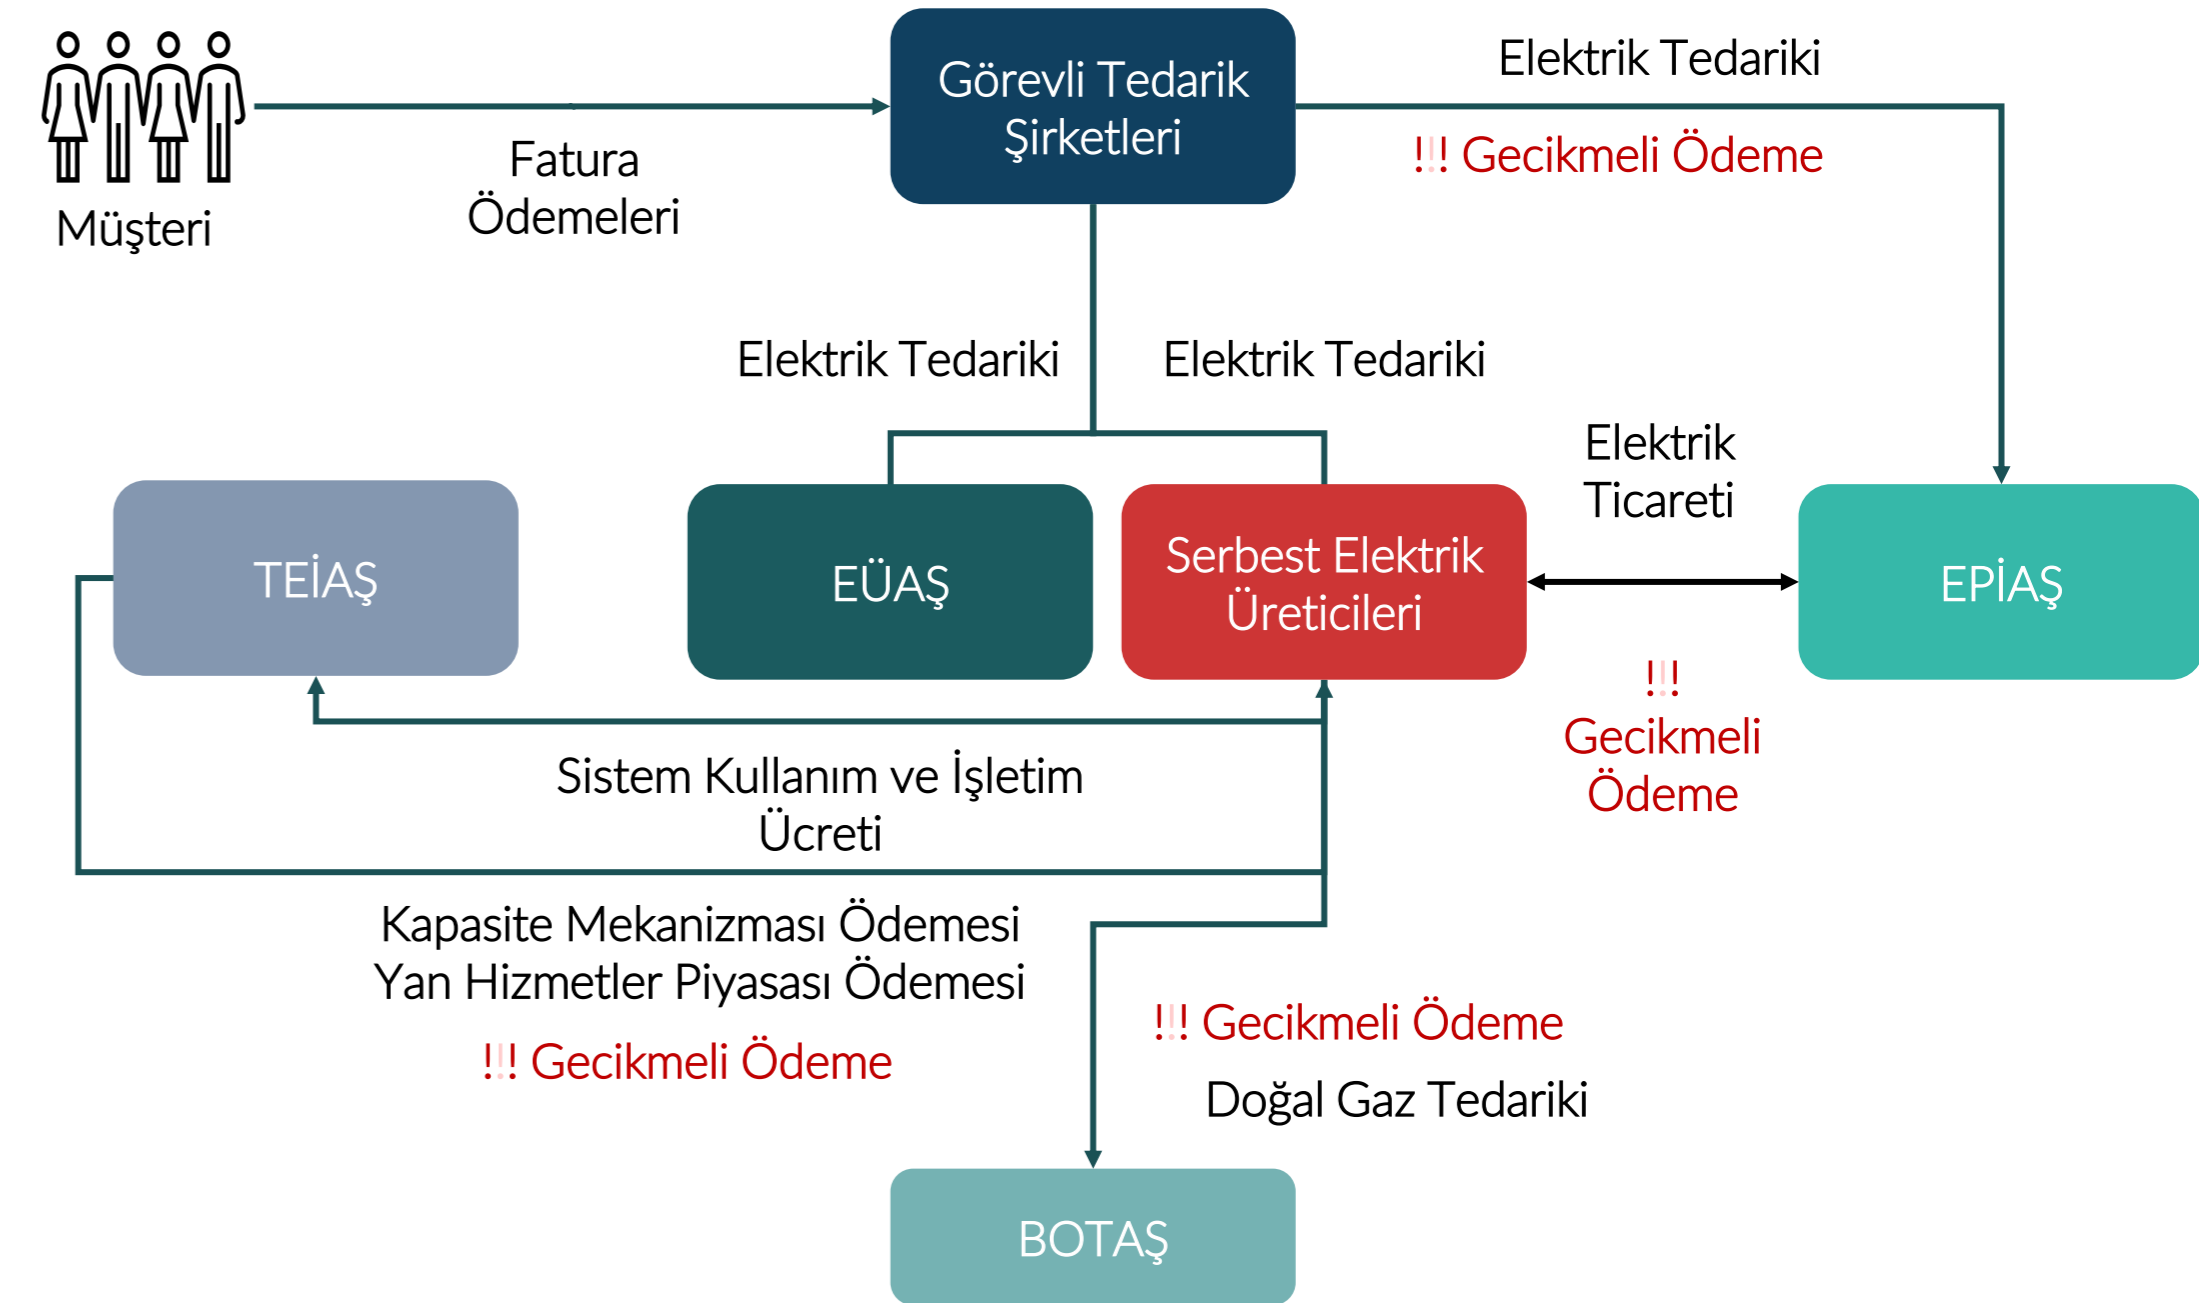 Görevli Tedarik
Şirketleri
Elektrik Tedariki
!!! Gecikmeli Ödeme
Fatura
Ödemeleri
Müşteri
Elektrik Tedariki
Elektrik Tedariki
Elektrik
Ticareti
TEİAŞ
EÜAŞ
Serbest Elektrik
Üreticileri
EPİAŞ
!!!
Gecikmeli
Ödeme
Sistem Kullanım ve İşletim
Ücreti
Kapasite Mekanizması Ödemesi
Yan Hizmetler Piyasası Ödemesi
!!! Gecikmeli Ödeme
!!! Gecikmeli Ödeme
Doğal Gaz Tedariki
BOTAŞ